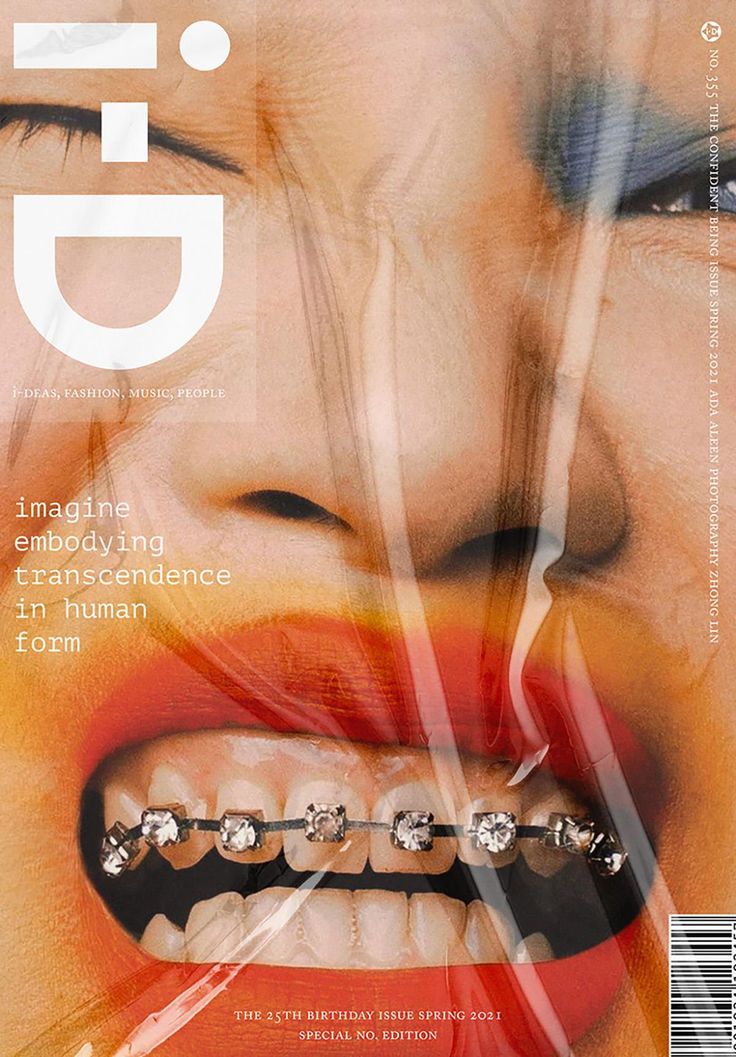 i-D
i-DEAS, FASHION, MUSIC, PEOPLE
NO. 355 THE CONFIDENT BEING ISSUE SPRING 2021 ADA ALEEN PHOTOGRAPHY ZHONG LIN
imagine
embodying
transcendence
in human
form
THE 25TH BIRTHDAY ISSUE SPRING 2021
SPECIAL NO. EDITION